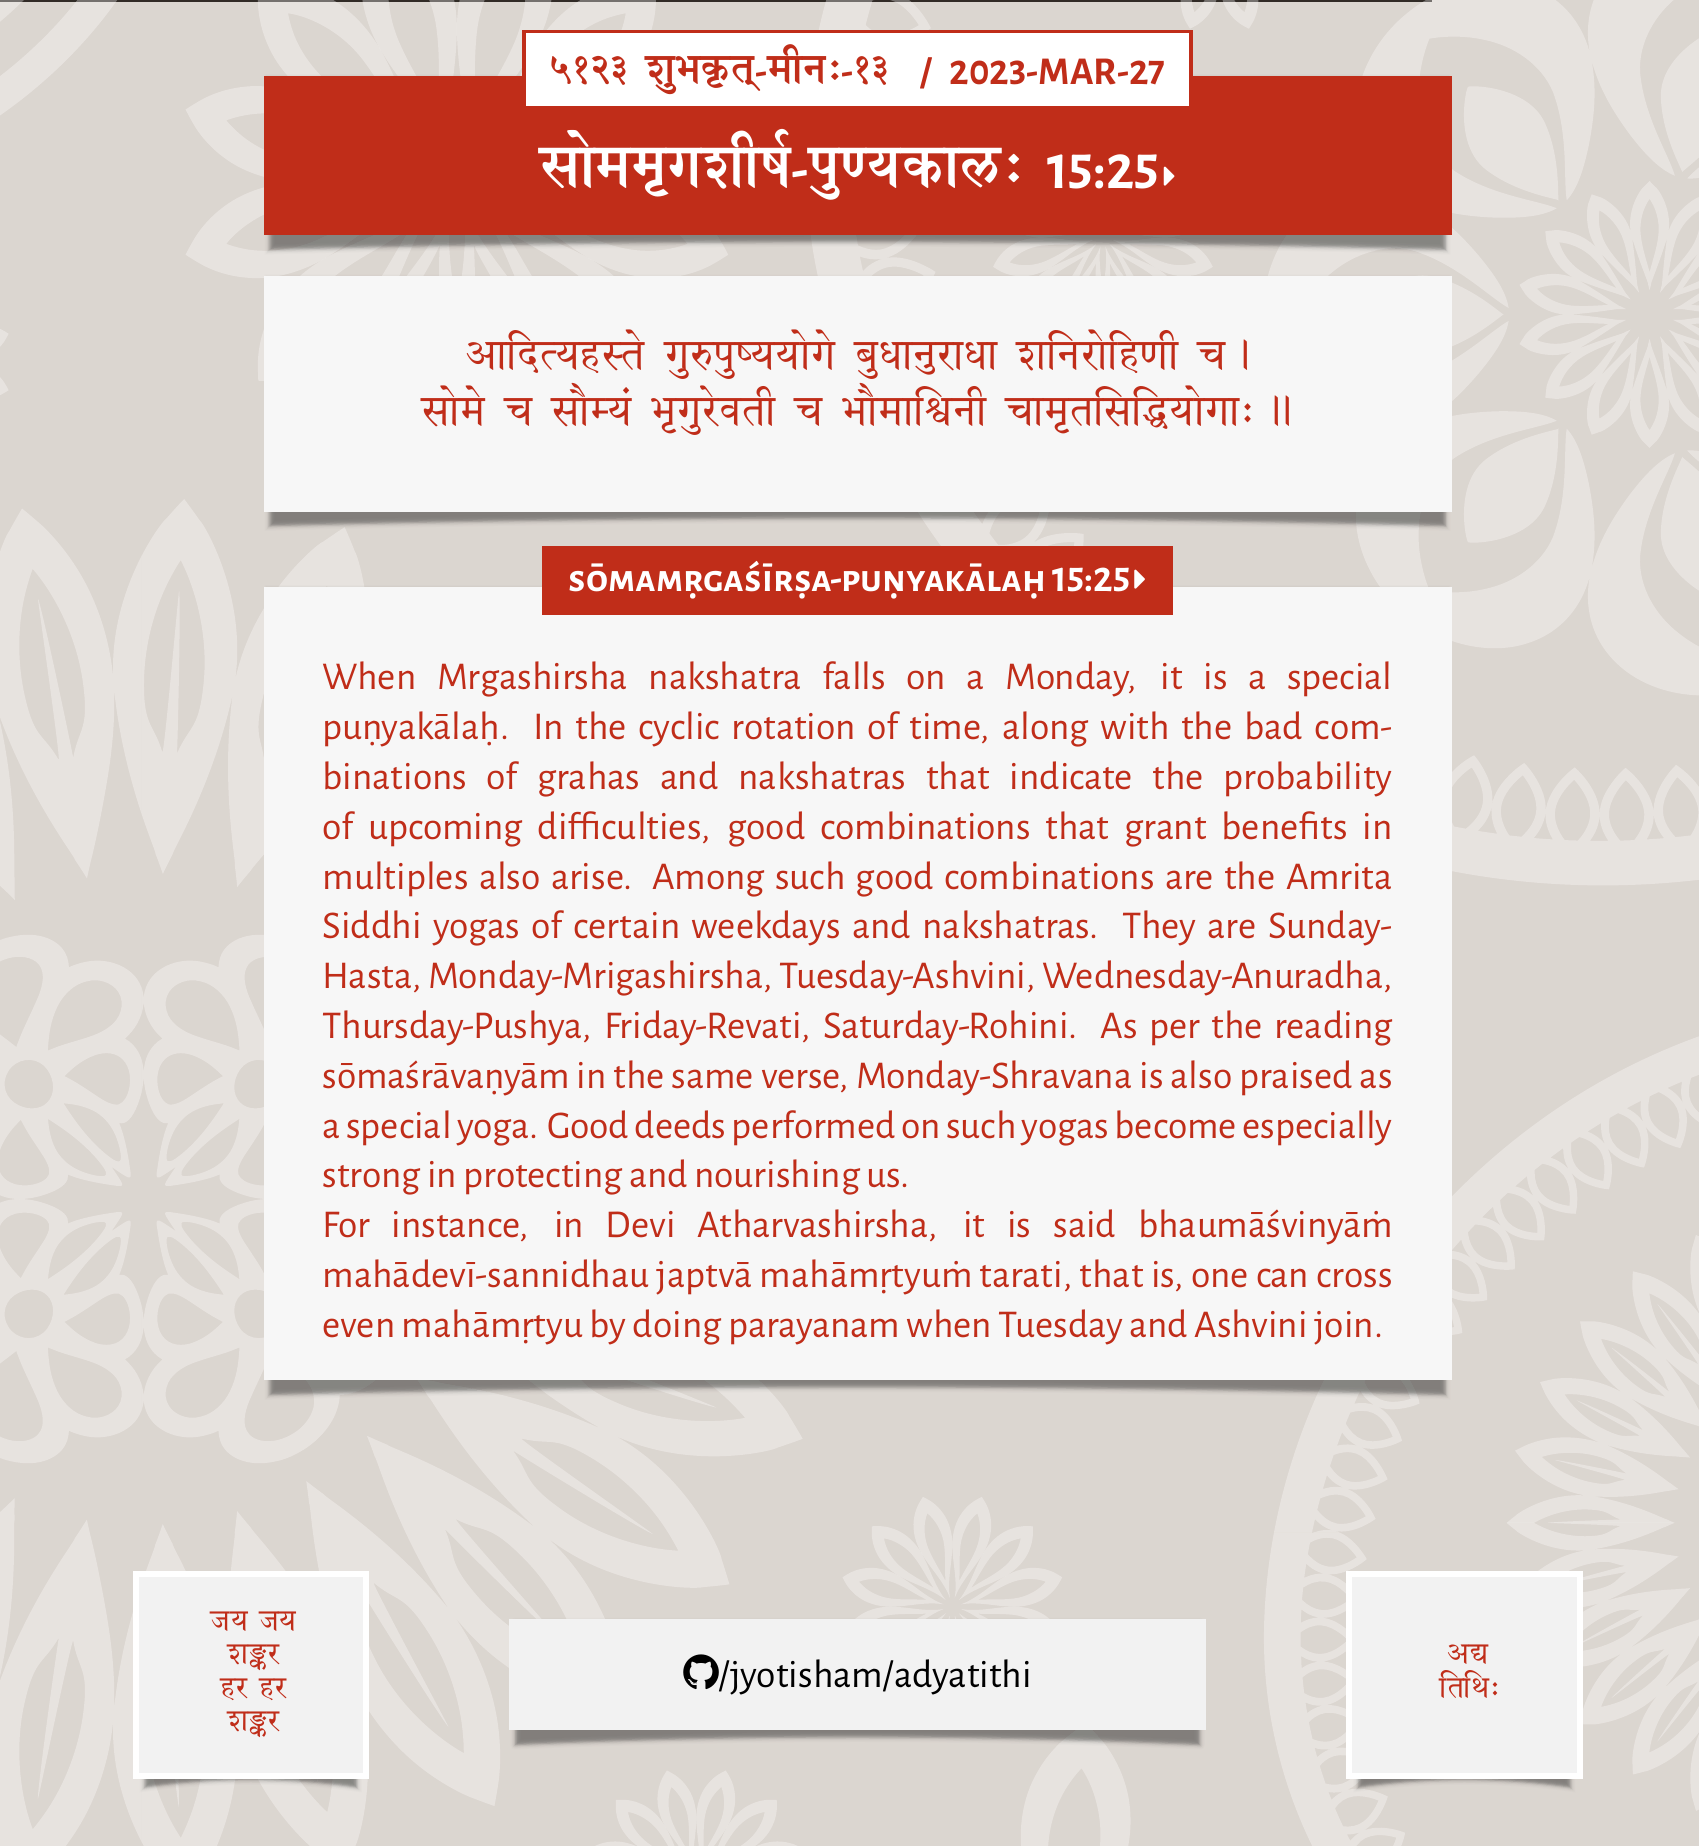 ५१२३ शुभकृत्-मीनः-१३ / 2023-MAR-27
सोममृगशीर्ष-पुण्यकालः 15:25▸
आदित्यहस्ते गुरुपुष्ययोगे बुधानुराधा शनिरोहिणी च।
सोमे च सौम्यं भृगुरेवती च भौमाश्विनी चामृतसिद्धियोगाः॥
SŌMAMṚGAŚĪRṢA-PUṆYAKĀLAḤ 15:25▸
When Mrgashirsha nakshatra falls on a Monday, it is a special
puṇyakālaḥ. In the cyclic rotation of time, along with the bad com-
binations of grahas and nakshatras that indicate the probability
of upcoming difficulties, good combinations that grant benefits in
multiples also arise. Among such good combinations are the Amrita
Siddhi yogas of certain weekdays and nakshatras. They are Sunday-
Hasta, Monday-Mrigashirsha, Tuesday-Ashvini, Wednesday-Anuradha,
Thursday-Pushya, Friday-Revati, Saturday-Rohini. As per the reading
sōmaśrāvaṇyām in the same verse, Monday-Shravana is also praised as
a special yoga. Good deeds performed on such yogas become especially
strong in protecting and nourishing us.
For instance, in Devi Atharvashirsha, it is said bhaumāśvinyāṁ
mahādevī-sannidhau japtvā mahāmṛtyuṁ tarati, that is, one can cross
even mahāmṛtyu by doing parayanam when Tuesday and Ashvini join.
जय जय
शङ्कर
हर हर
शङ्कर
/jyotisham/adyatithi
अद्य
तिथिः